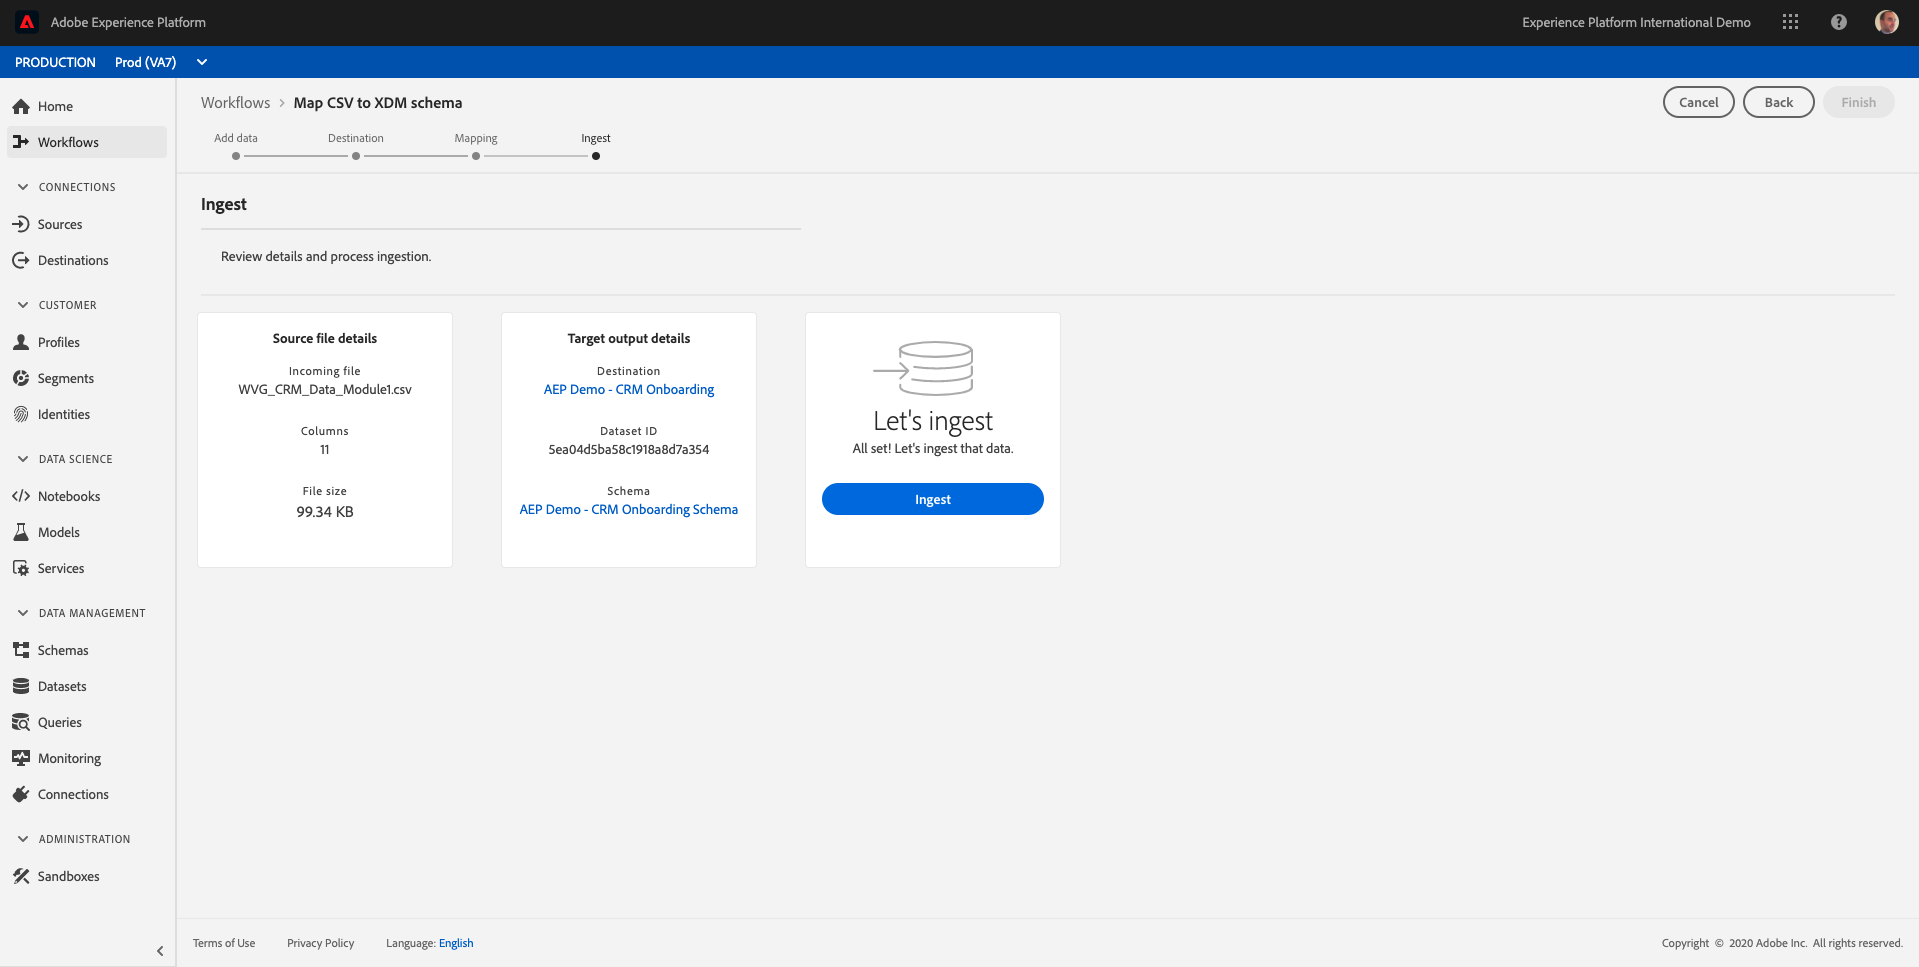 Adobe Experience Platform
Experience Platform International Demo
PRODUCTION Prod (VA7)
Home
Workflows
CONNECTIONS
Sources
Destinations
CUSTOMER
Profiles
Segments
Identities
DATA SCIENCE
Notebooks
Models
Services
DATA MANAGEMENT
Schemas
Datasets
Queries
Monitoring
Connections
ADMINISTRATION
Sandboxes
Workflows > Map CSV to XDM schema
Cancel
Back
Finish
Add data
Destination
Mapping
Ingest
Ingest
Review details and process ingestion.
Source file details
Incoming file
WVG_CRM_Data_Module1.csv
Columns
11
File size
99.34 KB
Target output details
Destination
AEP Demo - CRM Onboarding
Dataset ID
5ea04d5ba58c1918a8d7a354
Schema
AEP Demo - CRM Onboarding Schema
Let's ingest
All set! Let's ingest that data.
Ingest
Terms of Use
Privacy Policy
Language: English
Copyright © 2020 Adobe Inc. All rights reserved.